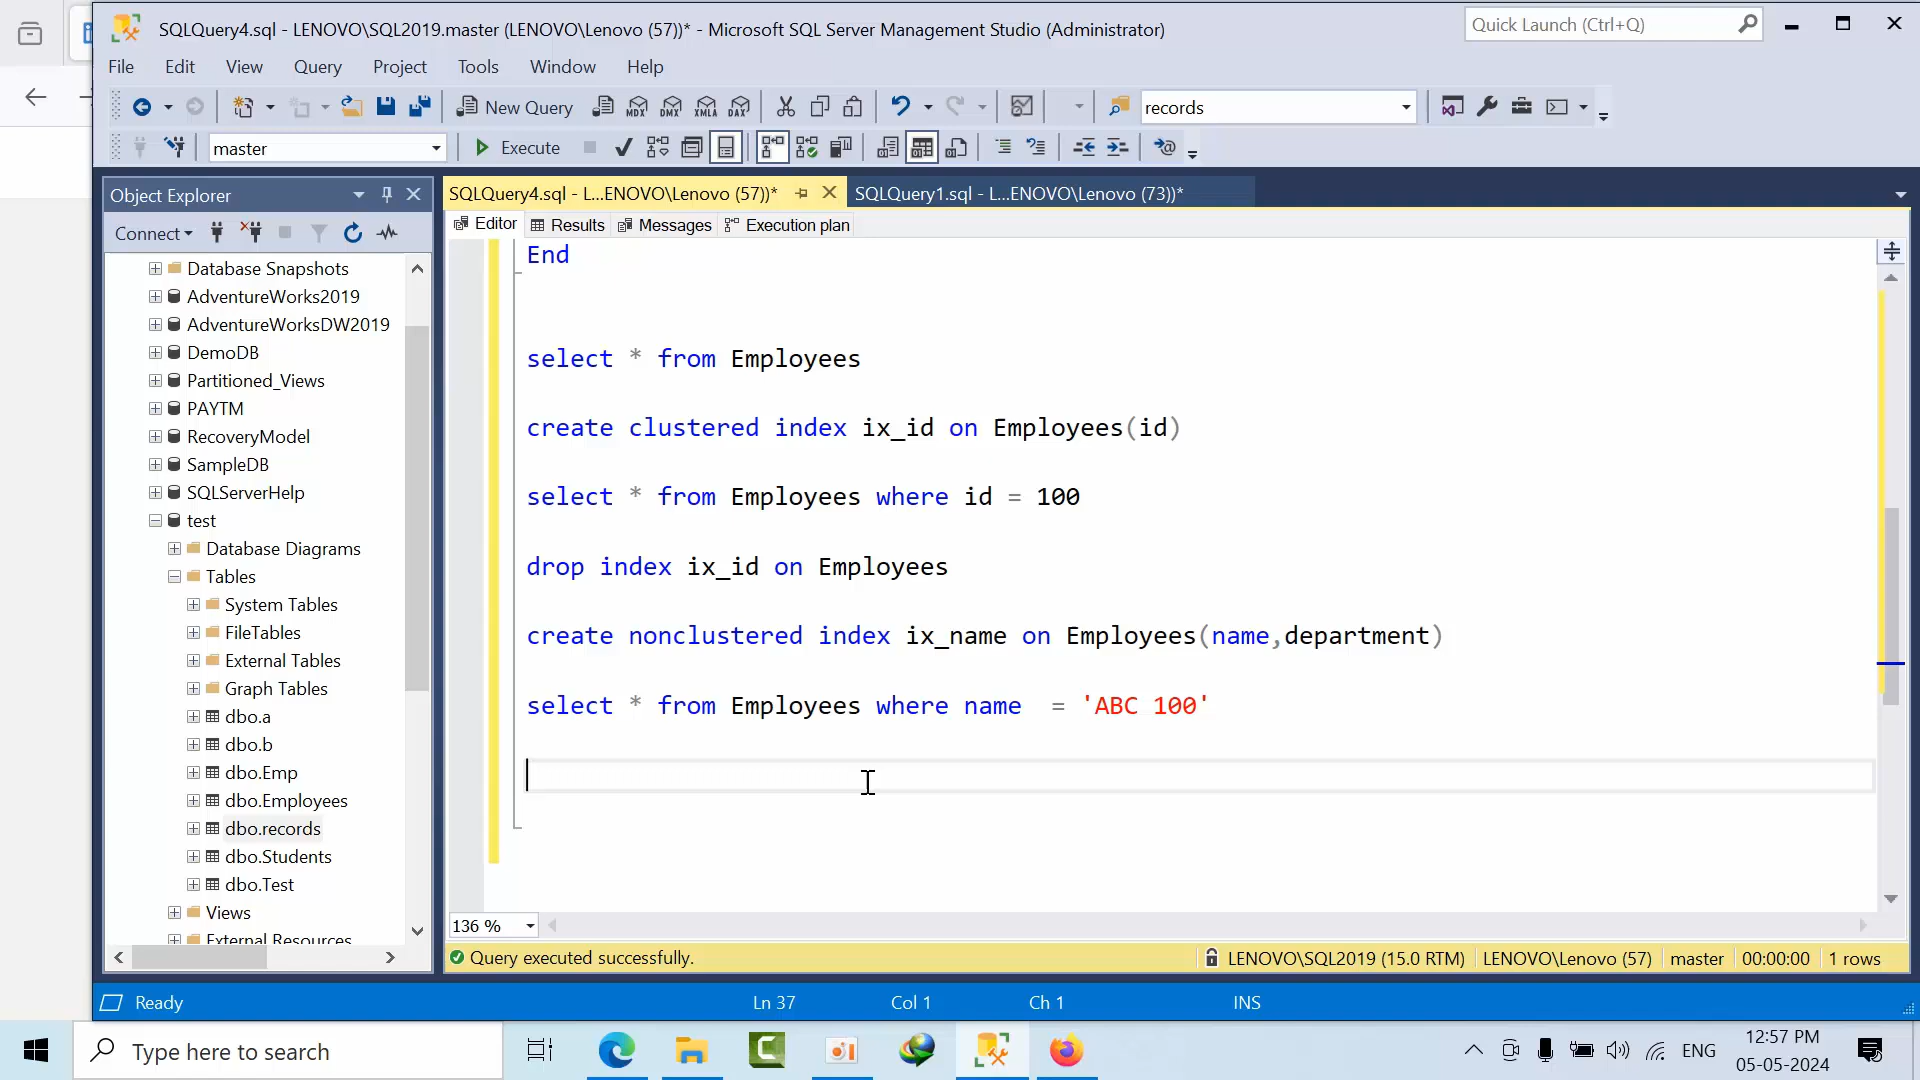 SQLQuery4.sql - LENOVO\SQL2019.master (LENOVO\Lenovo (57))* - Microsoft SQL Server Management Studio (Administrator)
Quick Launch (Ctrl+Q)
File Edit View Query Project Tools Window Help
New Query MDX DMX XMLA DAX records
master Execute
Object Explorer
SQLQuery4.sql - L...ENOVO\Lenovo (57))* SQLQuery1.sql - L...ENOVO\Lenovo (73))*
Connect
Editor Results Messages Execution plan
Database Snapshots
AdventureWorks2019
AdventureWorksDW2019
DemoDB
Partitioned_Views
PAYTM
RecoveryModel
SampleDB
SQLServerHelp
test
Database Diagrams
Tables
System Tables
FileTables
External Tables
Graph Tables
dbo.a
dbo.b
dbo.Emp
dbo.Employees
dbo.records
dbo.Students
dbo.Test
Views
External Resources
End
select * from Employees
create clustered index ix_id on Employees(id)
select * from Employees where id = 100
drop index ix_id on Employees
create nonclustered index ix_name on Employees(name,department)
select * from Employees where name  = 'ABC 100'
136 %
Query executed successfully. LENOVO\SQL2019 (15.0 RTM) LENOVO\Lenovo (57) master 00:00:00 1 rows
Ready Ln 37 Col 1 Ch 1 INS
Type here to search
ENG
12:57 PM
05-05-2024